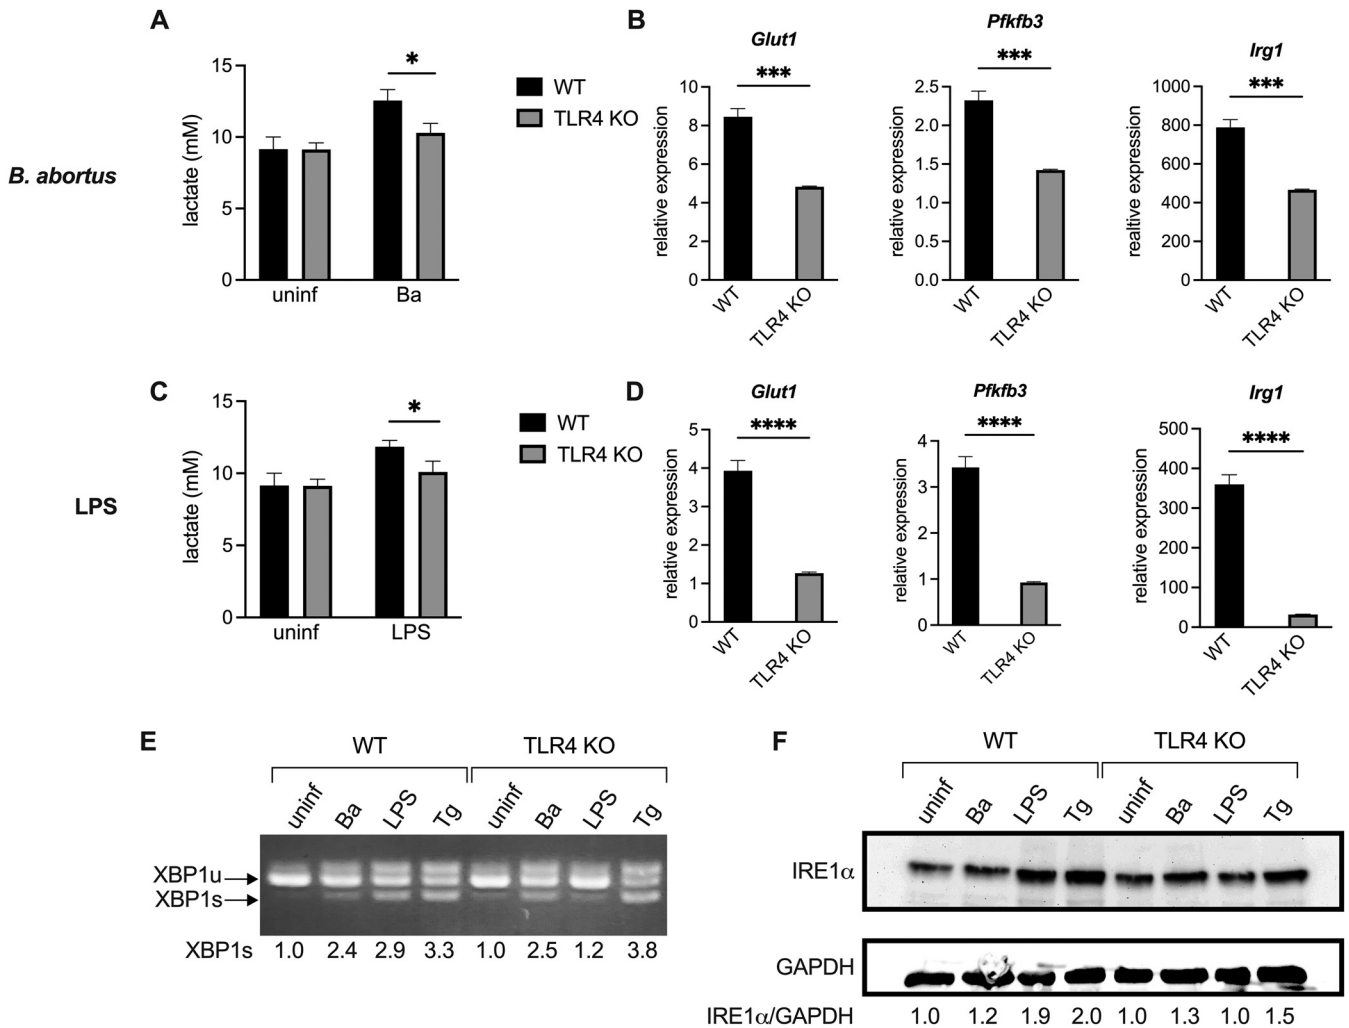 A
B
B. abortus
lactate (mM)
15
10
5
0
*
uninf
Ba
WT
TLR4 KO
Glut1
***
relative expression
10
8
6
4
2
0
WT
TLR4 KO
Pfkfb3
***
relative expression
2.5
2.0
1.5
1.0
0.5
0.0
WT
TLR4 KO
Irg1
***
realtive expression
1000
800
600
400
200
0
WT
TLR4 KO
C
D
LPS
lactate (mM)
15
10
5
0
*
uninf
LPS
WT
TLR4 KO
Glut1
****
relative expression
5
4
3
2
1
0
WT
TLR4 KO
Pfkfb3
****
relative expression
4
3
2
1
0
WT
TLR4 KO
Irg1
****
relative expression
500
400
300
200
100
0
WT
TLR4 KO
E
WT TLR4 KO
uninf Ba LPS Tg uninf Ba LPS Tg
XBP1u
XBP1s
XBP1s 1.0 2.4 2.9 3.3 1.0 2.5 1.2 3.8
F
WT TLR4 KO
uninf Ba LPS Tg uninf Ba LPS Tg
IRE1α
GAPDH
IRE1α/GAPDH 1.0 1.2 1.9 2.0 1.0 1.3 1.0 1.5